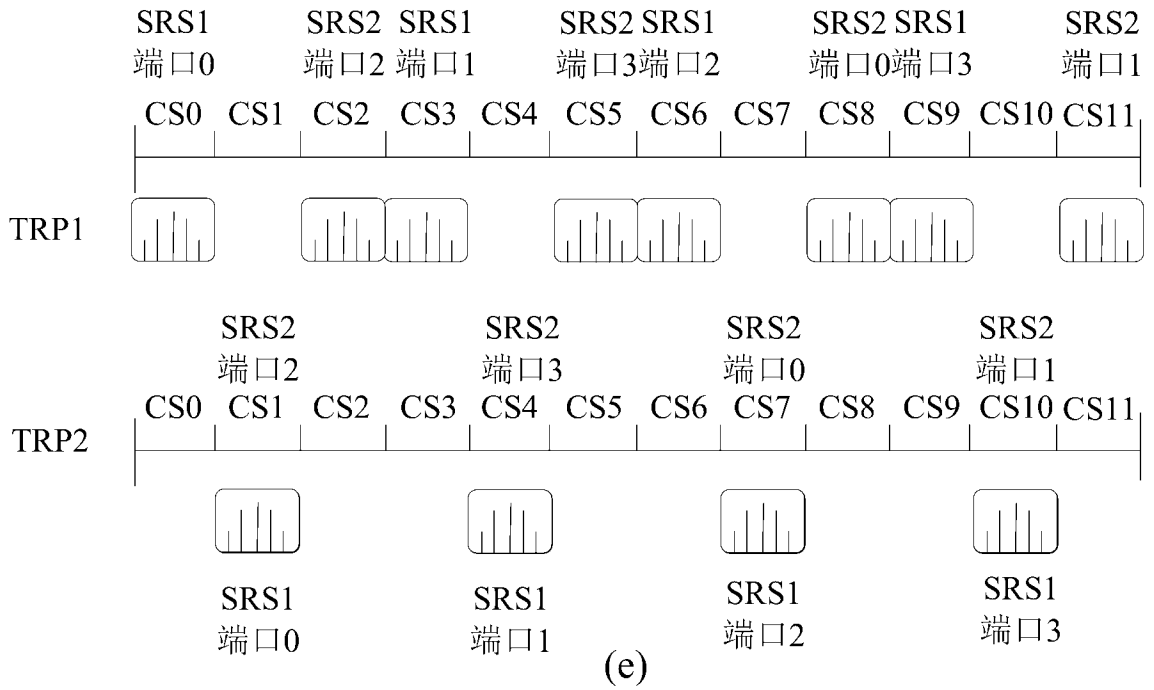 SRS1 SRS2 SRS1 SRS2 SRS1 SRS2 SRS1 SRS2
端口0 端口2 端口1 端口3 端口2 端口0 端口3 端口1
CS0 CS1 CS2 CS3 CS4 CS5 CS6 CS7 CS8 CS9 CS10 CS11
TRP1
SRS2 SRS2 SRS2 SRS2
端口2 端口3 端口0 端口1
CS0 CS1 CS2 CS3 CS4 CS5 CS6 CS7 CS8 CS9 CS10 CS11
TRP2
SRS1 SRS1 SRS1 SRS1
端口0 端口1 端口2 端口3
(e)